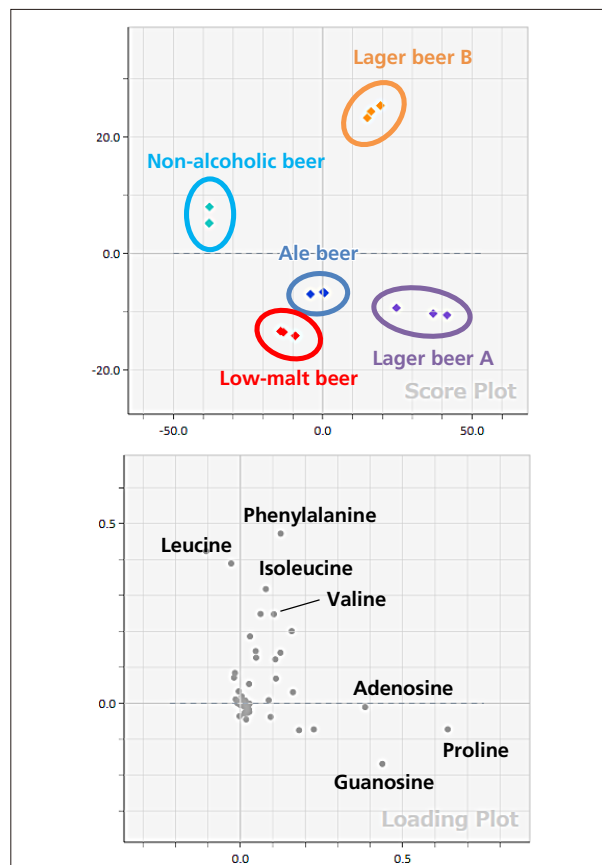 Lager beer B
20.0
Non-alcoholic beer
Ale beer
0.0
Lager beer A
Low-malt beer
-20.0
Score Plot
-50.0 0.0 50.0
Phenylalanine
0.5
Leucine
Isoleucine
Valine
Adenosine
0.0
Proline
Guanosine
Loading Plot
0.0 0.5